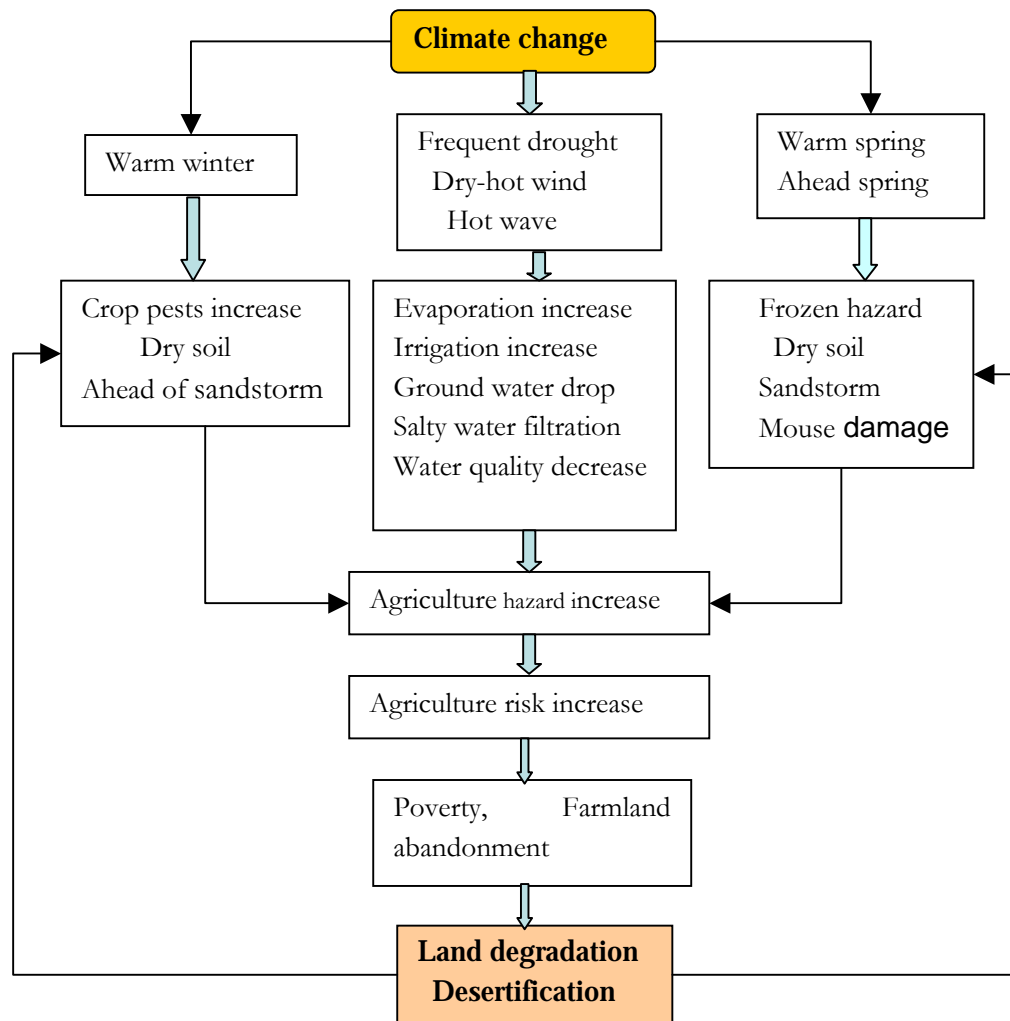 Climate change
Warm winter
Frequent drought
Dry-hot wind
Hot wave
Warm spring
Ahead spring
Crop pests increase
Dry soil
Ahead of sandstorm
Evaporation increase
Irrigation increase
Ground water drop
Salty water filtration
Water quality decrease
Frozen hazard
Dry soil
Sandstorm
Mouse damage
Agriculture hazard increase
Agriculture risk increase
Poverty, Farmland
abandonment
Land degradation
Desertification